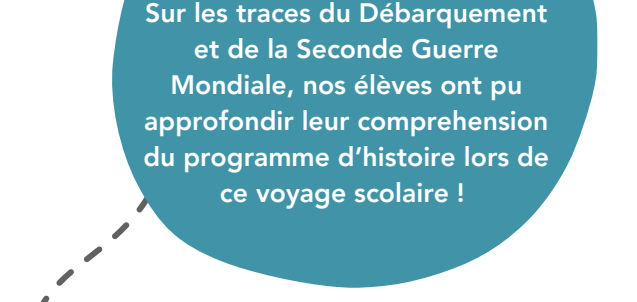 Sur les traces du Débarquement
et de la Seconde Guerre
Mondiale, nos élèves ont pu
approfondir leur comprehension
du programme d’histoire lors de
ce voyage scolaire !